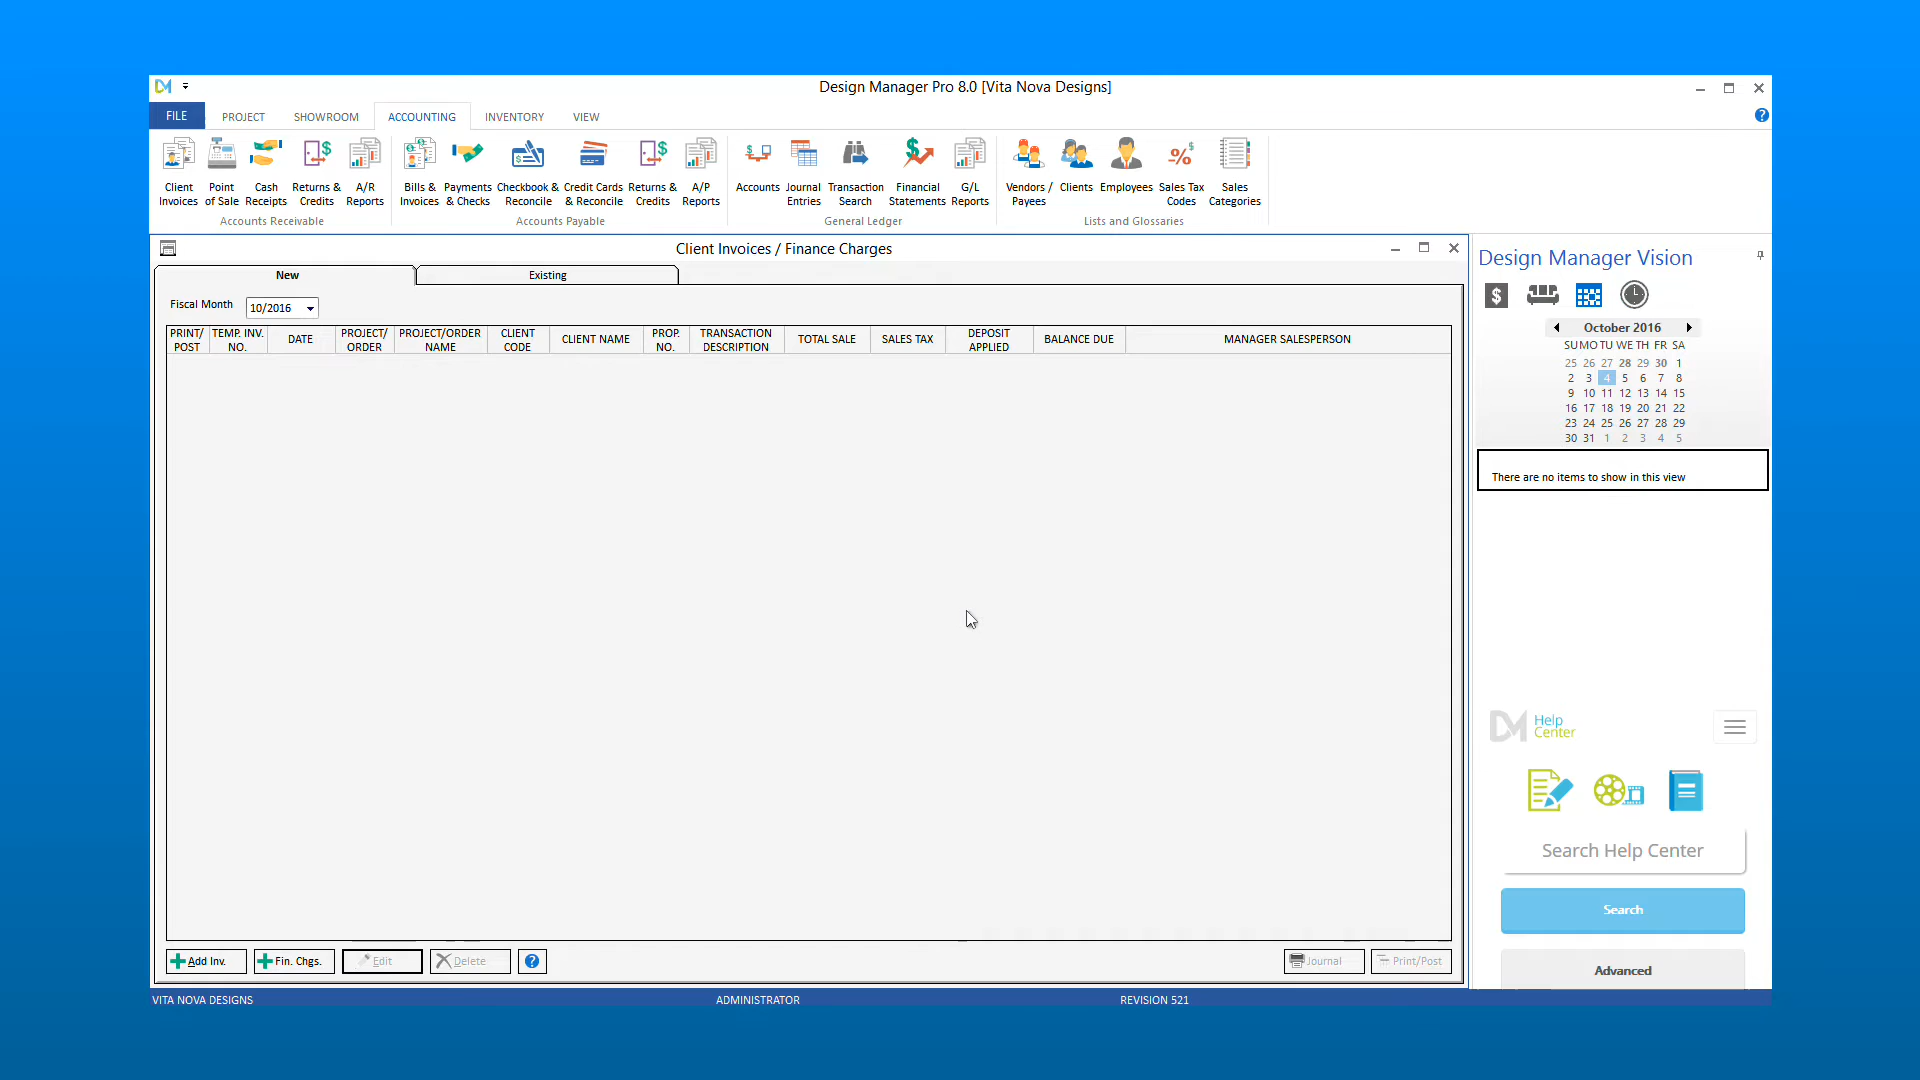 DM
Design Manager Pro 8.0 [Vita Nova Designs]
FILE PROJECT SHOWROOM ACCOUNTING INVENTORY VIEW
Client Invoices
Point of Sale
Cash Receipts
Returns & Credits
A/R Reports
Accounts Receivable
Bills & Invoices
Payments & Checks
Checkbook & Reconcile
Credit Cards & Reconcile
Returns & Credits
A/P Reports
Accounts Payable
Accounts
Journal Entries
Transaction Search
Financial Statements
G/L Reports
General Ledger
Vendors / Payees
Clients
Employees
Sales Tax Codes
Sales Categories
Lists and Glossaries
Client Invoices / Finance Charges
New
Existing
Fiscal Month 10/2016
PRINT/ POST
TEMP. INV. NO.
DATE
PROJECT/ ORDER
PROJECT/ORDER NAME
CLIENT CODE
CLIENT NAME
PROP. NO.
TRANSACTION DESCRIPTION
TOTAL SALE
SALES TAX
DEPOSIT APPLIED
BALANCE DUE
MANAGER SALESPERSON
Add Inv.
Fin. Chgs.
Edit
Delete
Journal
Print/Post
Design Manager Vision
October 2016
SU MO TU WE TH FR SA
25 26 27 28 29 30 1
2 3 4 5 6 7 8
9 10 11 12 13 14 15
16 17 18 19 20 21 22
23 24 25 26 27 28 29
30 31 1 2 3 4 5
There are no items to show in this view
DM Help Center
Search Help Center
Search
Advanced
VITA NOVA DESIGNS
ADMINISTRATOR
REVISION 521